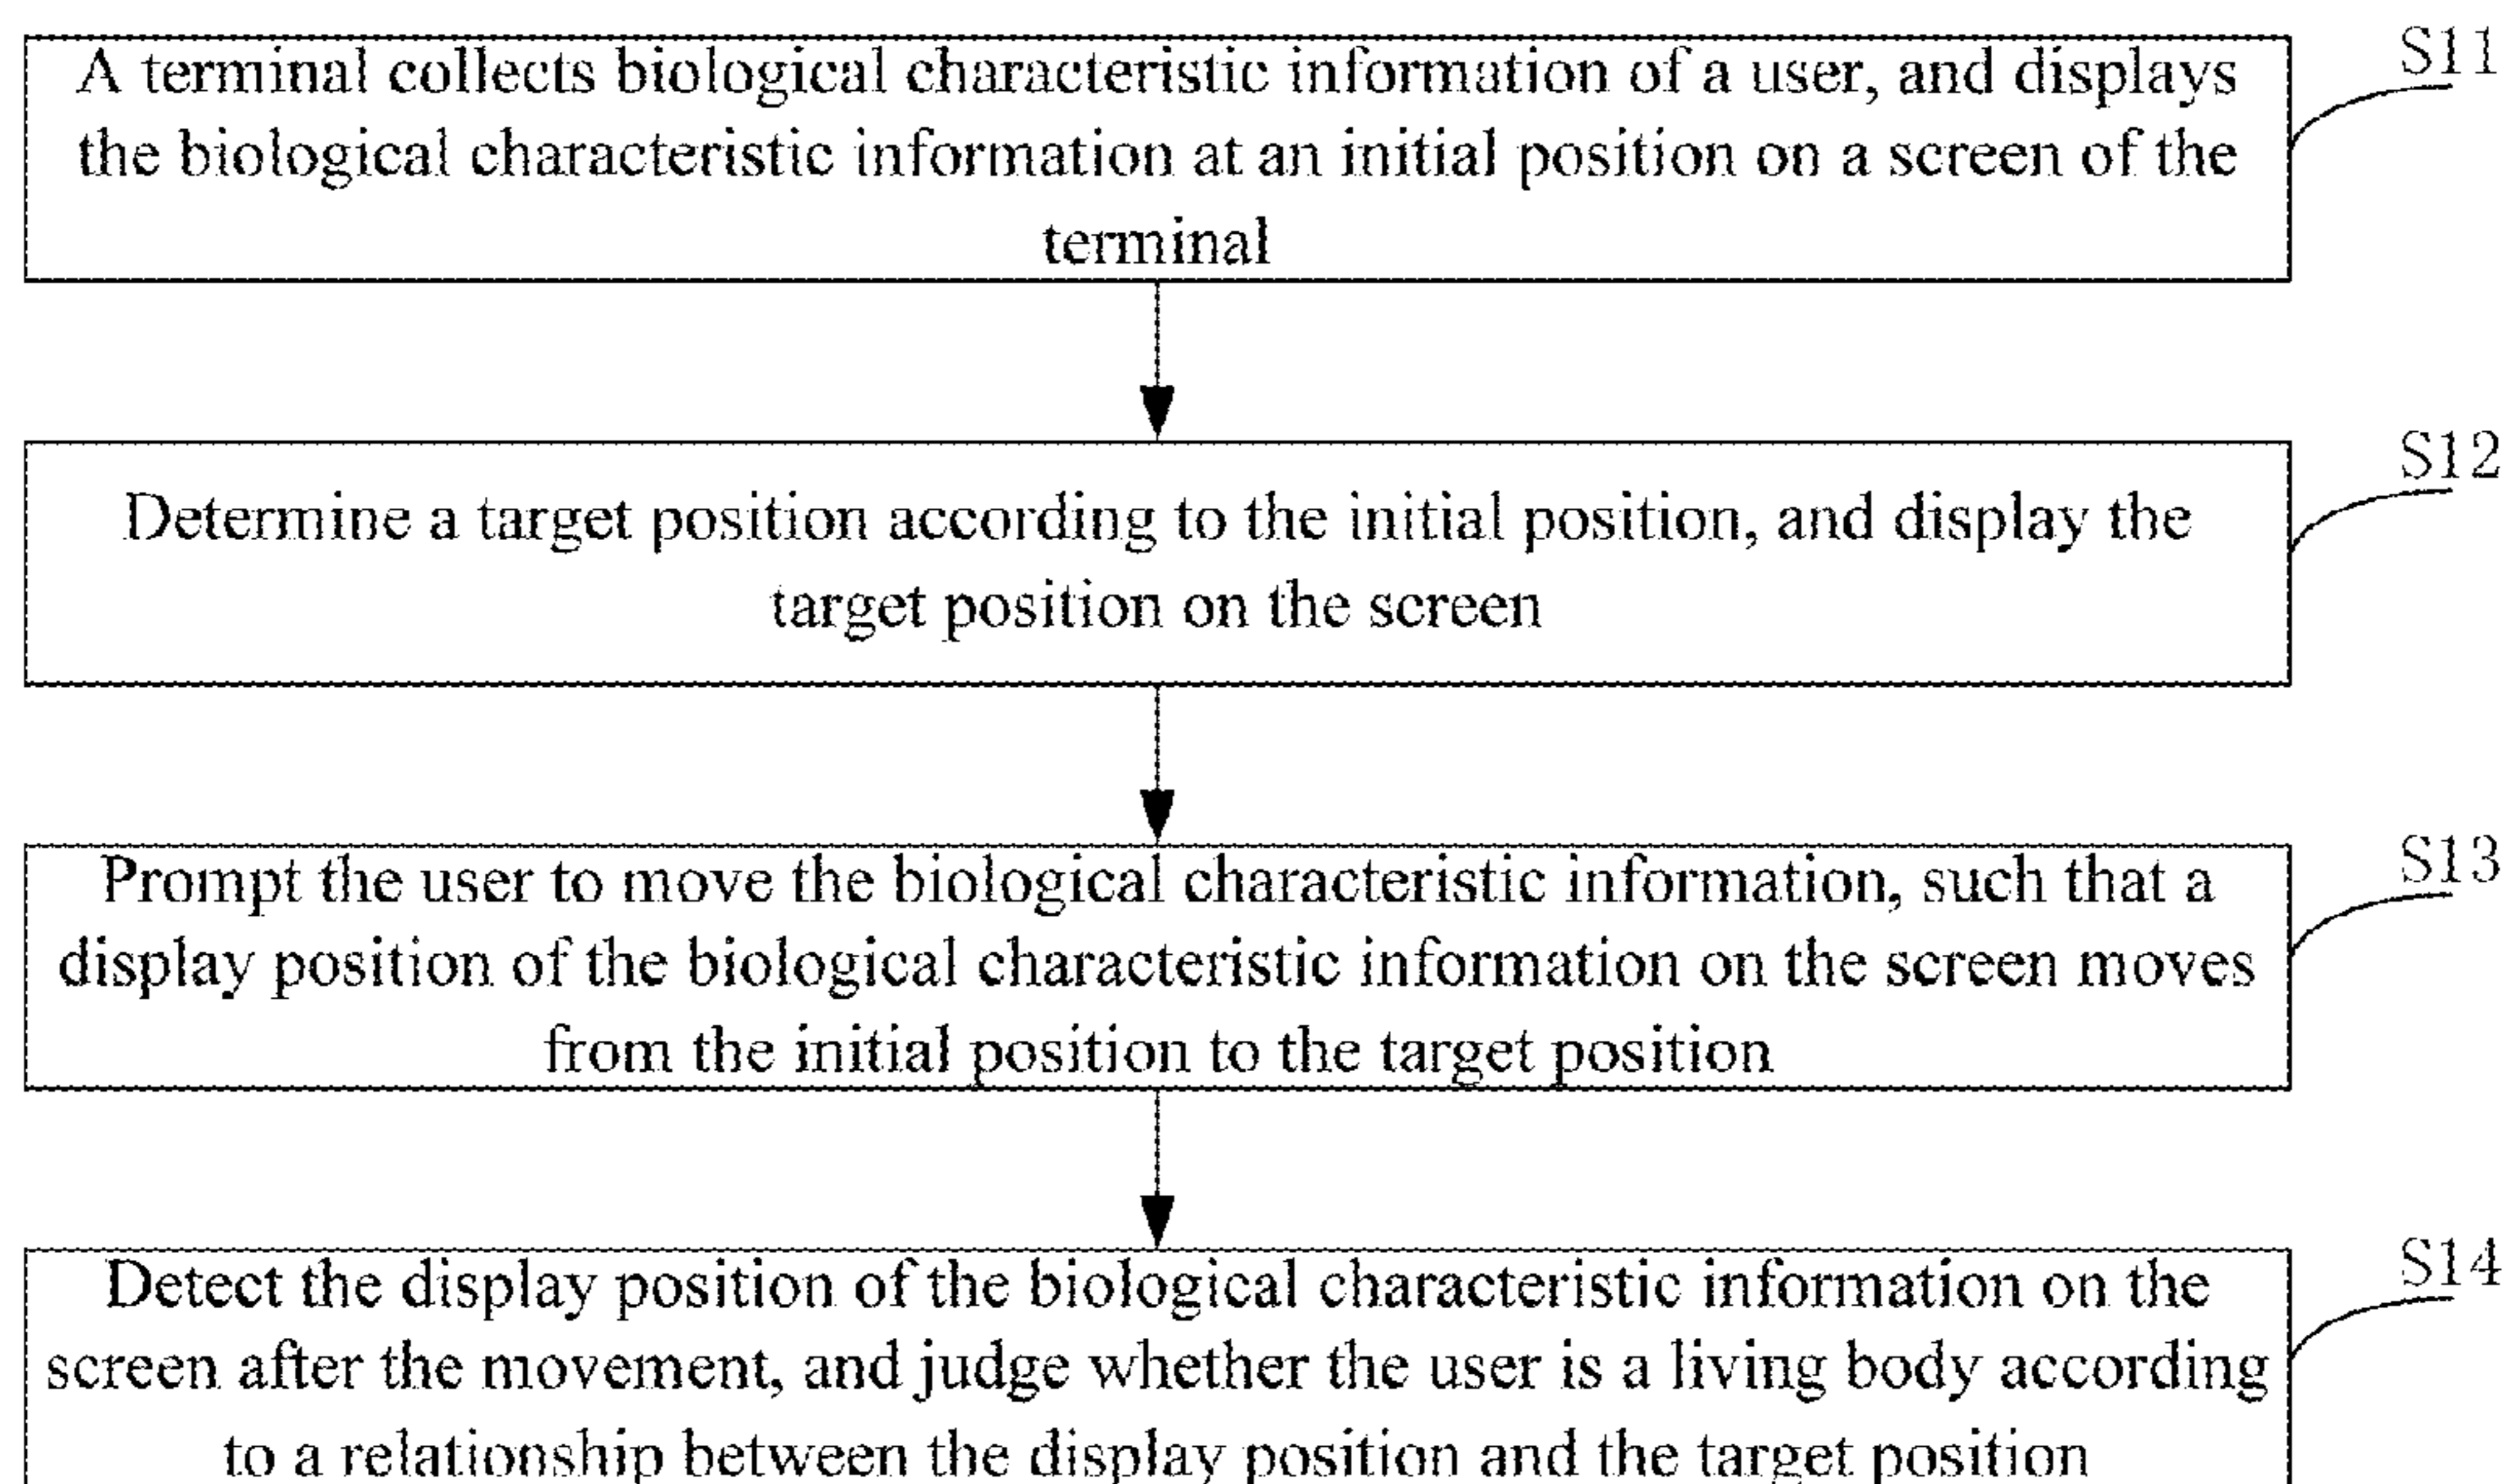 S11
A terminal collects biological characteristic information of a user, and displays
the biological characteristic information at an initial position on a screen of the
terminal
S12
Determine a target position according to the initial position, and display the
target position on the screen
S13
Prompt the user to move the biological characteristic information, such that a
display position of the biological characteristic information on the screen moves
from the initial position to the target position
S14
Detect the display position of the biological characteristic information on the
screen after the movement, and judge whether the user is a living body according
to a relationship between the display position and the target position